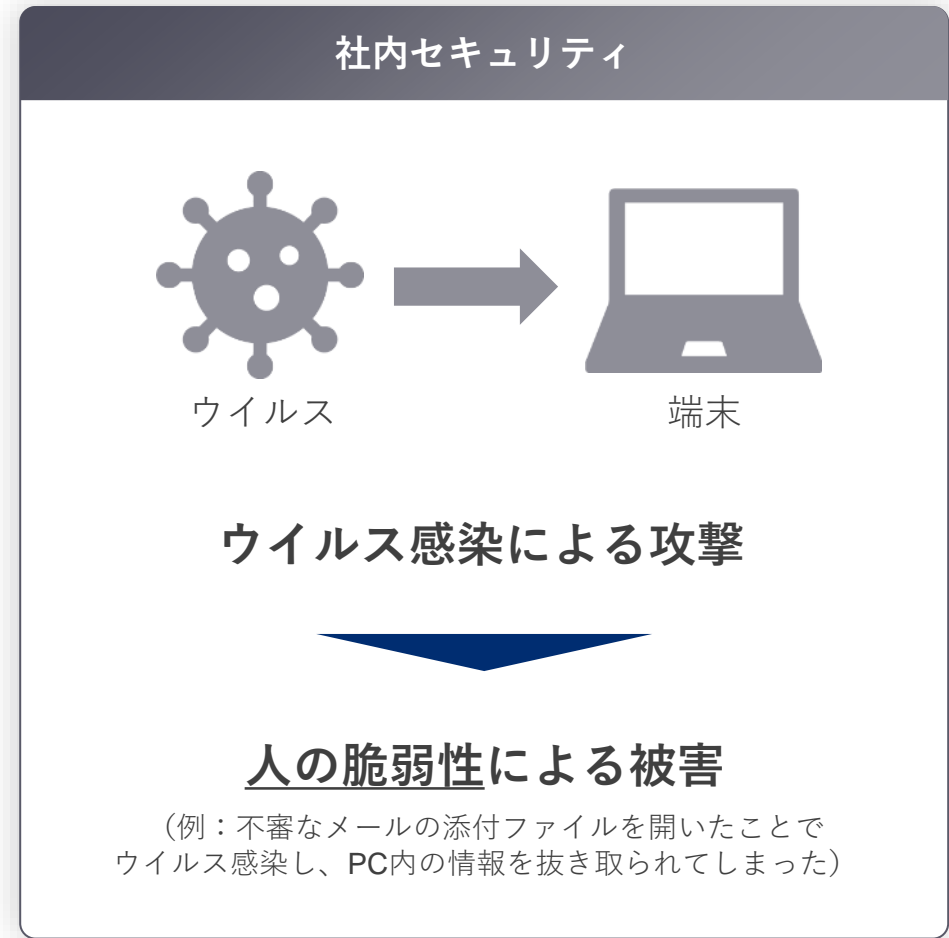 社内セキュリティ
ウイルス
端末
ウイルス感染による攻撃
人の脆弱性による被害
（例：不審なメールの添付ファイルを開いたことで
ウイルス感染し、PC内の情報を抜き取られてしまった）